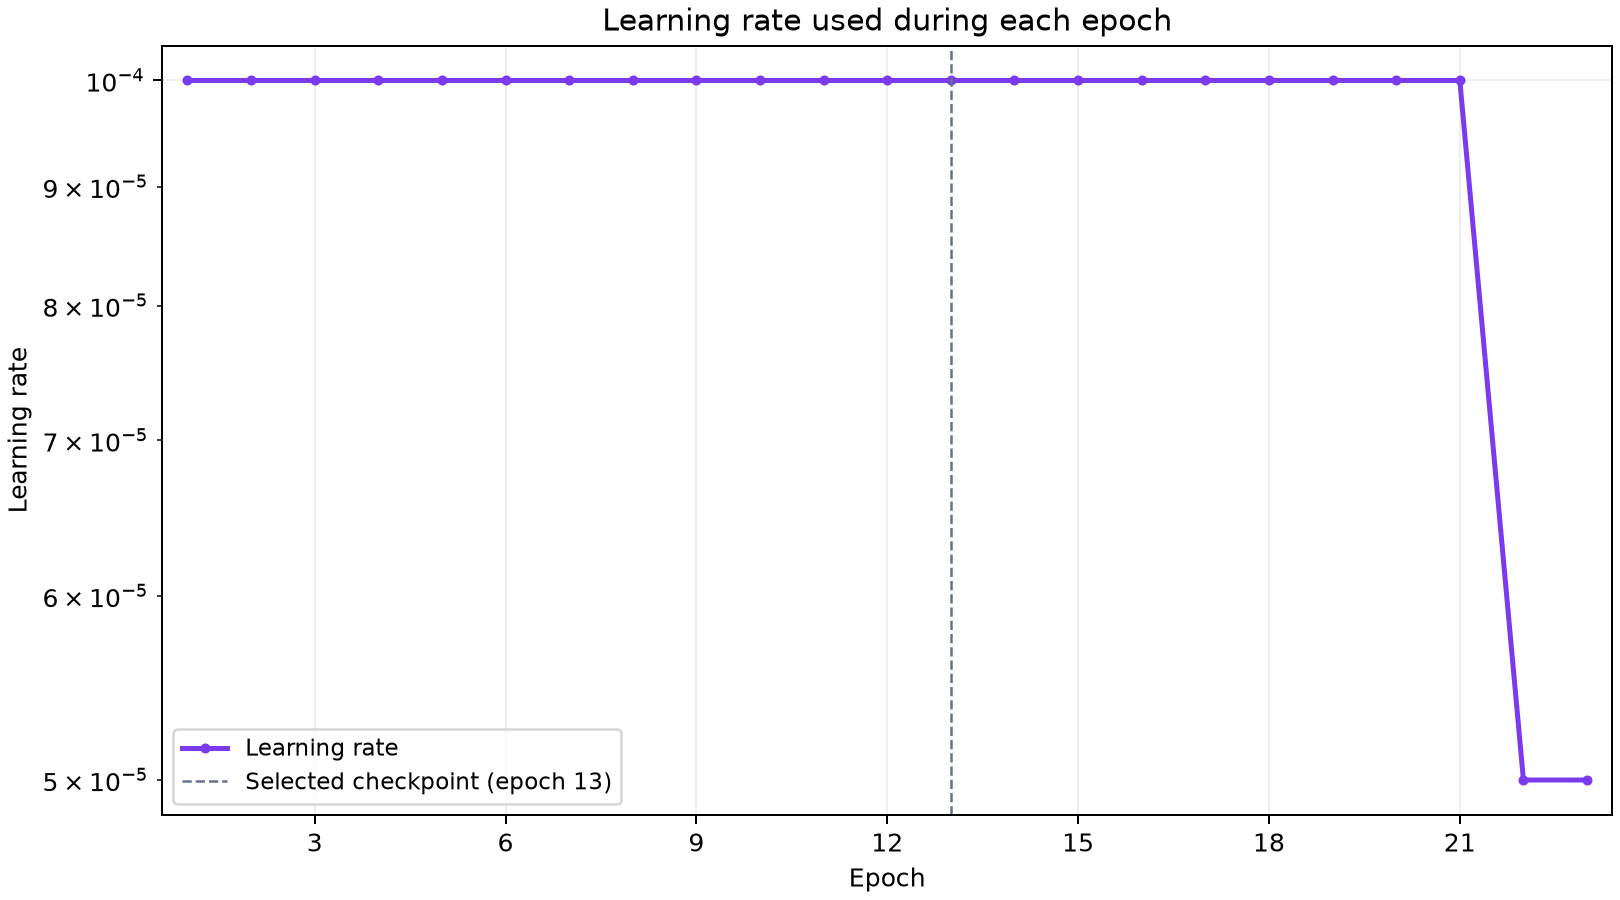 Learning rate used during each epoch
10⁻⁴
9 × 10⁻⁵
8 × 10⁻⁵
7 × 10⁻⁵
6 × 10⁻⁵
5 × 10⁻⁵
Learning rate
Learning rate
Selected checkpoint (epoch 13)
3 6 9 12 15 18 21
Epoch